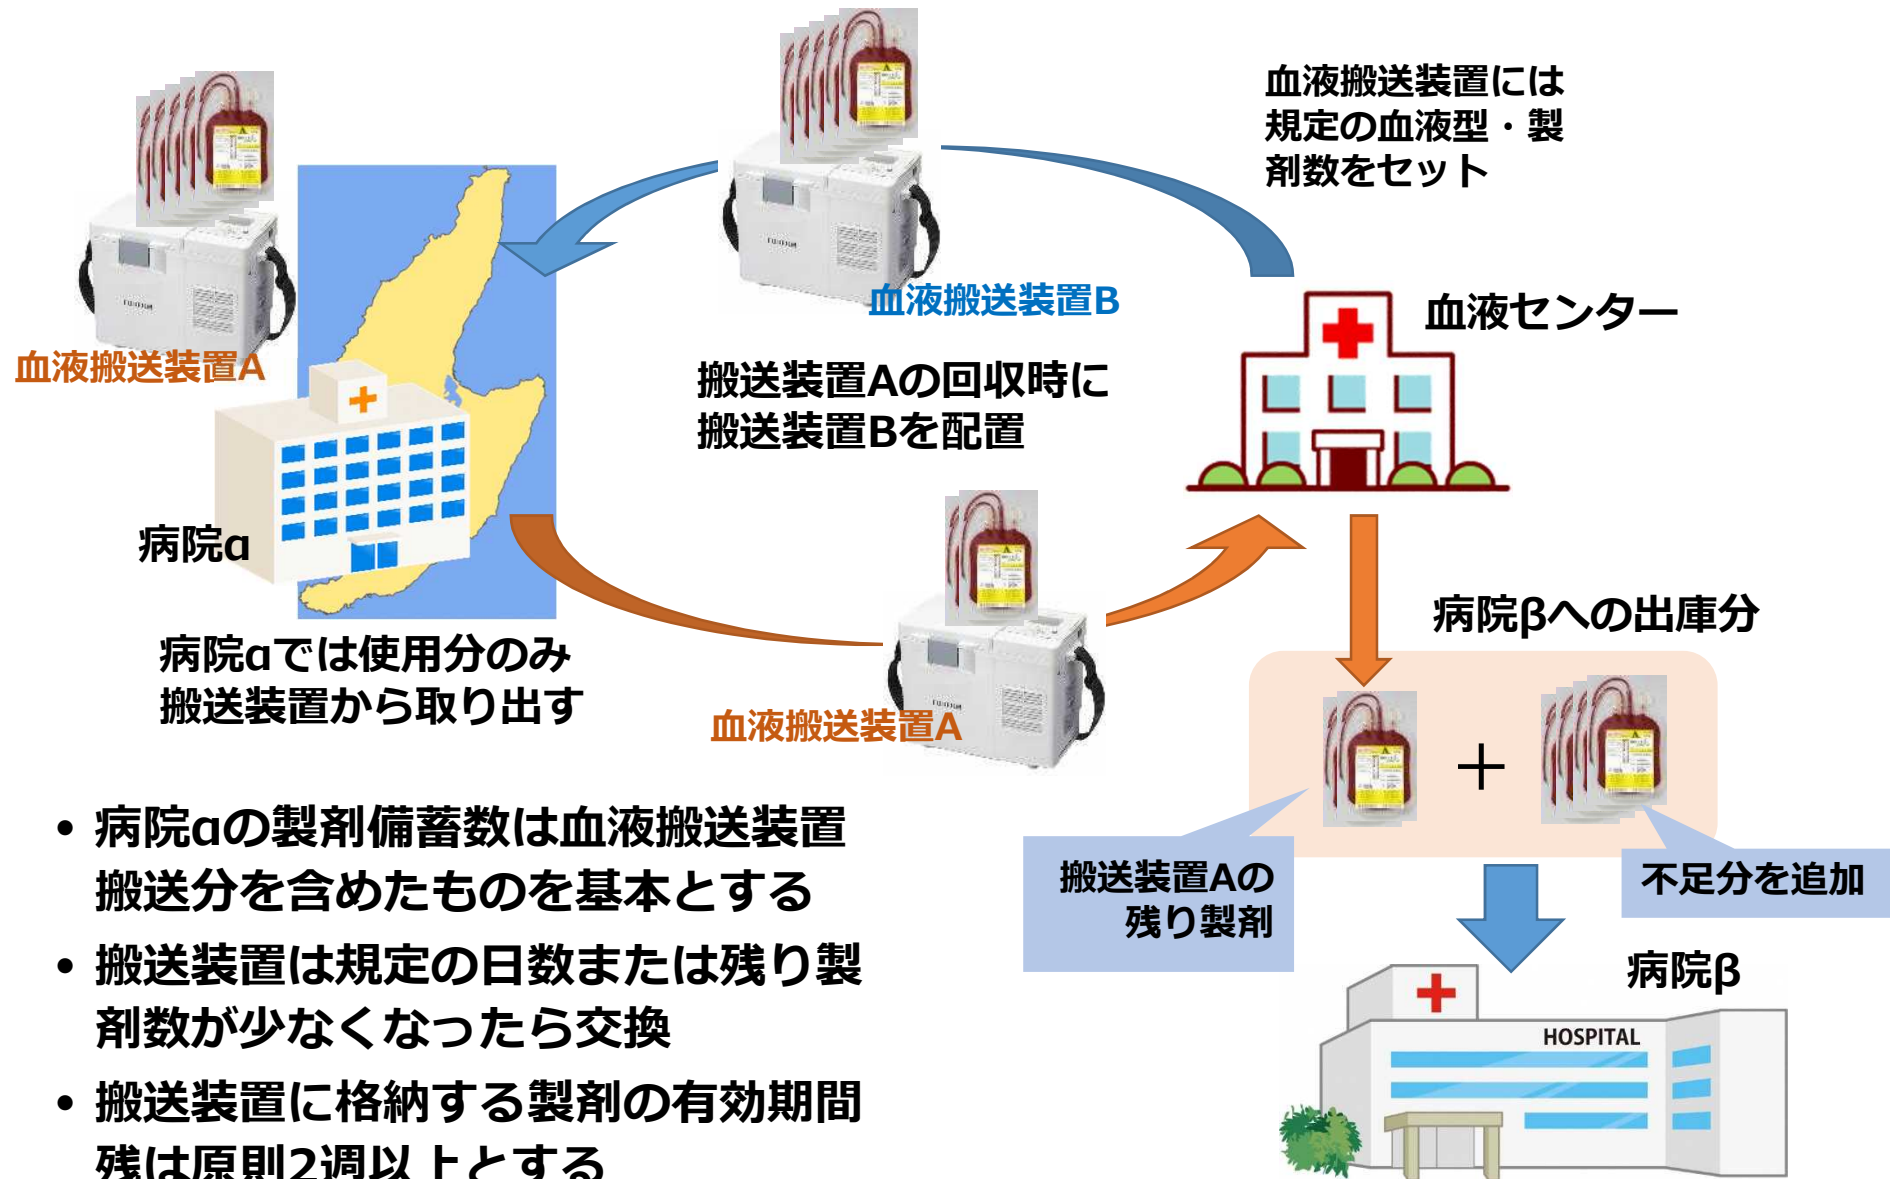 血液搬送装置には
規定の血液型・製
剤数をセット
血液搬送装置A
血液搬送装置B
血液センター
搬送装置Aの回収時に
搬送装置Bを配置
病院α
病院αでは使用分のみ
搬送装置から取り出す
血液搬送装置A
病院βへの出庫分
＋
搬送装置Aの
残り製剤
不足分を追加
病院β
HOSPITAL
• 病院αの製剤備蓄数は血液搬送装置
搬送分を含めたものを基本とする
• 搬送装置は規定の日数または残り製
剤数が少なくなったら交換
• 搬送装置に格納する製剤の有効期間
残は原則2週以上とする